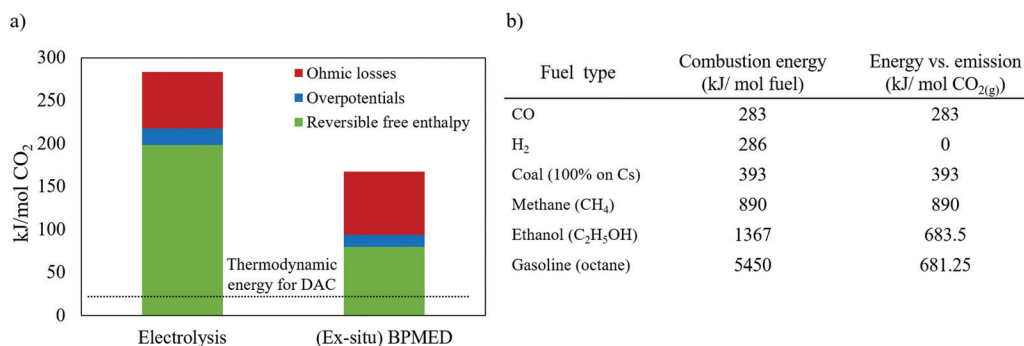 a)
300
250
200
150
100
50
0
kJ/mol CO₂
Ohmic losses
Overpotentials
Reversible free enthalpy
Thermodynamic
energy for DAC
Electrolysis
(Ex-situ) BPMED
b)
Fuel type Combustion energy (kJ/ mol fuel) Energy vs. emission (kJ/ mol CO₂₍g₎)
CO 283 283
H₂ 286 0
Coal (100% on Cs) 393 393
Methane (CH₄) 890 890
Ethanol (C₂H₅OH) 1367 683.5
Gasoline (octane) 5450 681.25